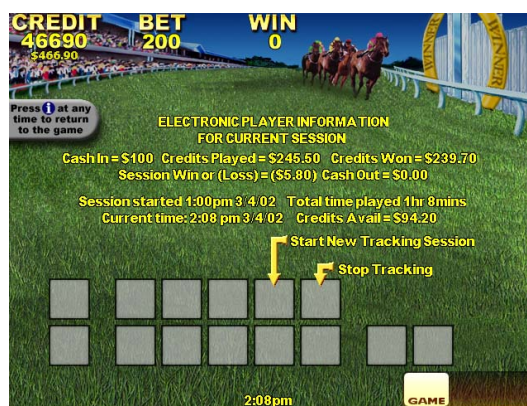 CREDIT BET WIN
46690 200 0
$466.90
WINNER
WINNER
Press i at any
time to return
to the game
ELECTRONIC PLAYER INFORMATION
FOR CURRENT SESSION
Cash In = $100 Credits Played = $245.50 Credits Won = $239.70
Session Win or (Loss) = ($5.80) Cash Out = $0.00
Session started 1:00pm 3/4/02 Total time played 1hr 8mins
Current time: 2:08 pm 3/4/02 Credits Avail = $94.20
Start New Tracking Session
Stop Tracking
2:08pm
GAME